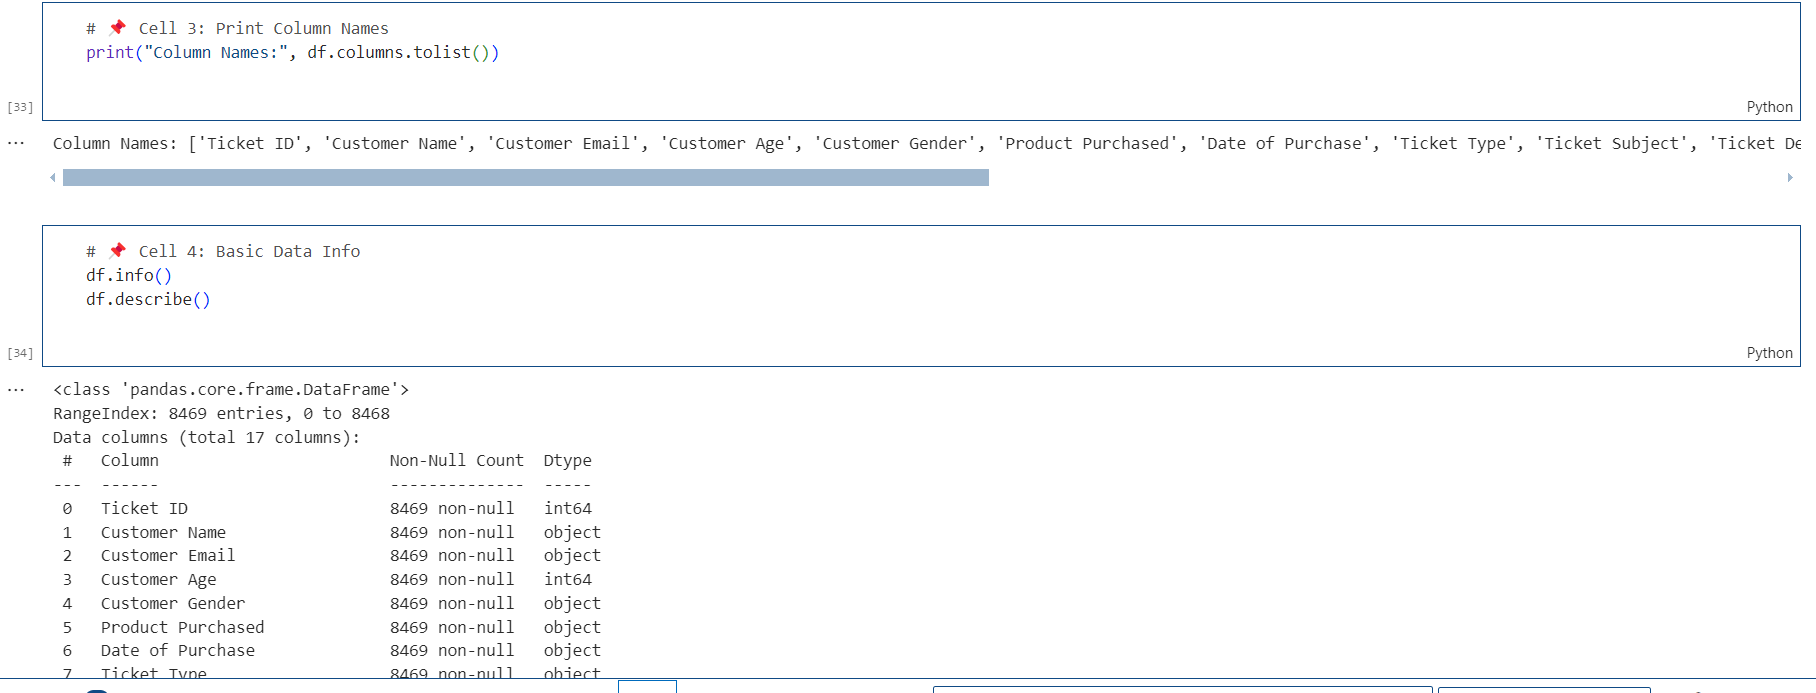 # 📌 Cell 3: Print Column Names
print("Column Names:", df.columns.tolist())
[33]
Python
... Column Names: ['Ticket ID', 'Customer Name', 'Customer Email', 'Customer Age', 'Customer Gender', 'Product Purchased', 'Date of Purchase', 'Ticket Type', 'Ticket Subject', 'Ticket De
# 📌 Cell 4: Basic Data Info
df.info()
df.describe()
[34]
Python
... <class 'pandas.core.frame.DataFrame'>
RangeIndex: 8469 entries, 0 to 8468
Data columns (total 17 columns):
#   Column                        Non-Null Count  Dtype
---  ------                        --------------  -----
0   Ticket ID                     8469 non-null   int64
1   Customer Name                 8469 non-null   object
2   Customer Email                8469 non-null   object
3   Customer Age                  8469 non-null   int64
4   Customer Gender               8469 non-null   object
5   Product Purchased             8469 non-null   object
6   Date of Purchase              8469 non-null   object
7   Ticket Type                   8469 non-null   object